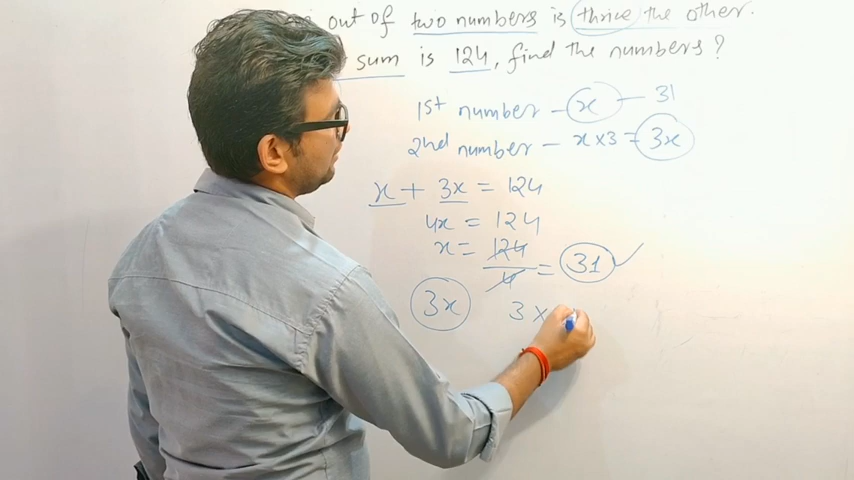 out of two numbers is thrice the other.
sum is 124, find the numbers?
1st number - x - 31
2nd number - x x 3 = 3x
x + 3x = 124
4x = 124
x = 124/4 = 31 ✓
3x 3 x